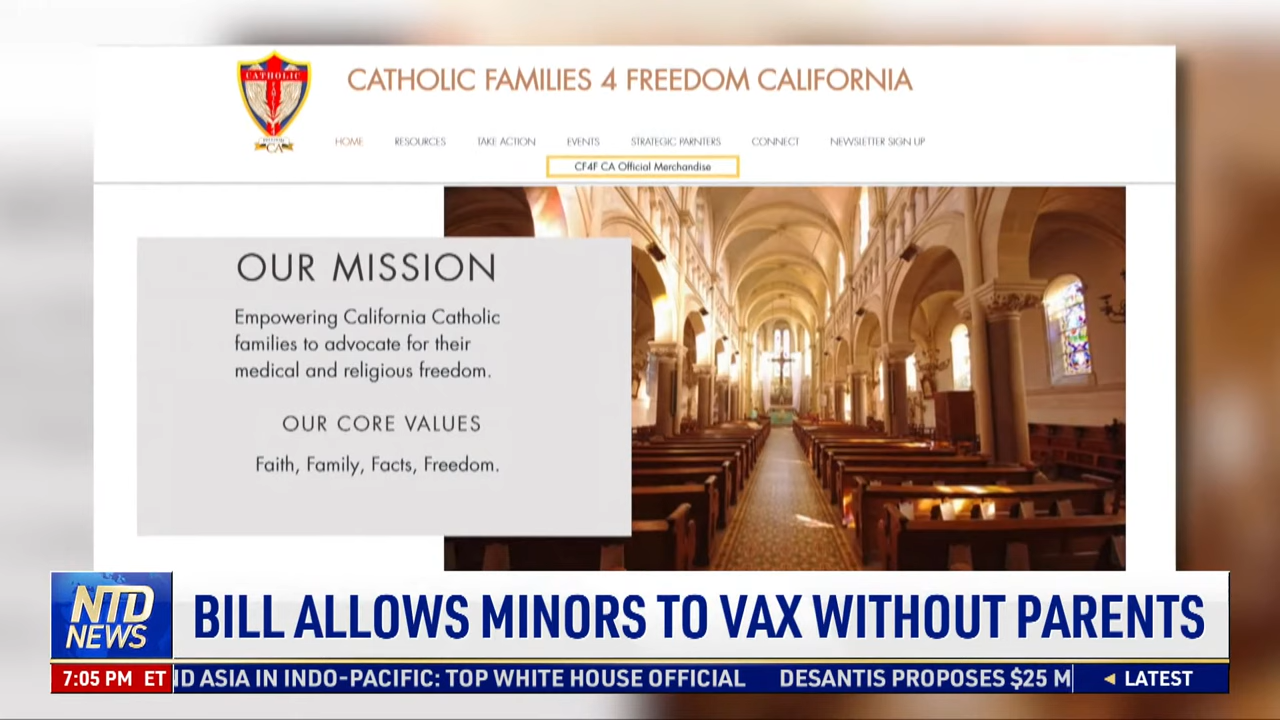 CATHOLIC
CA
CATHOLIC FAMILIES 4 FREEDOM CALIFORNIA
HOME RESOURCES TAKE ACTION EVENTS STRATEGIC PARNTERS CONNECT NEWSLETTER SIGN UP
CF4F CA Official Merchandise
OUR MISSION
Empowering California Catholic
families to advocate for their
medical and religious freedom.
OUR CORE VALUES
Faith, Family, Facts, Freedom.
NTD
NEWS
BILL ALLOWS MINORS TO VAX WITHOUT PARENTS
7:05 PM ET ND ASIA IN INDO-PACIFIC: TOP WHITE HOUSE OFFICIAL DESANTIS PROPOSES $25 M ◄ LATEST